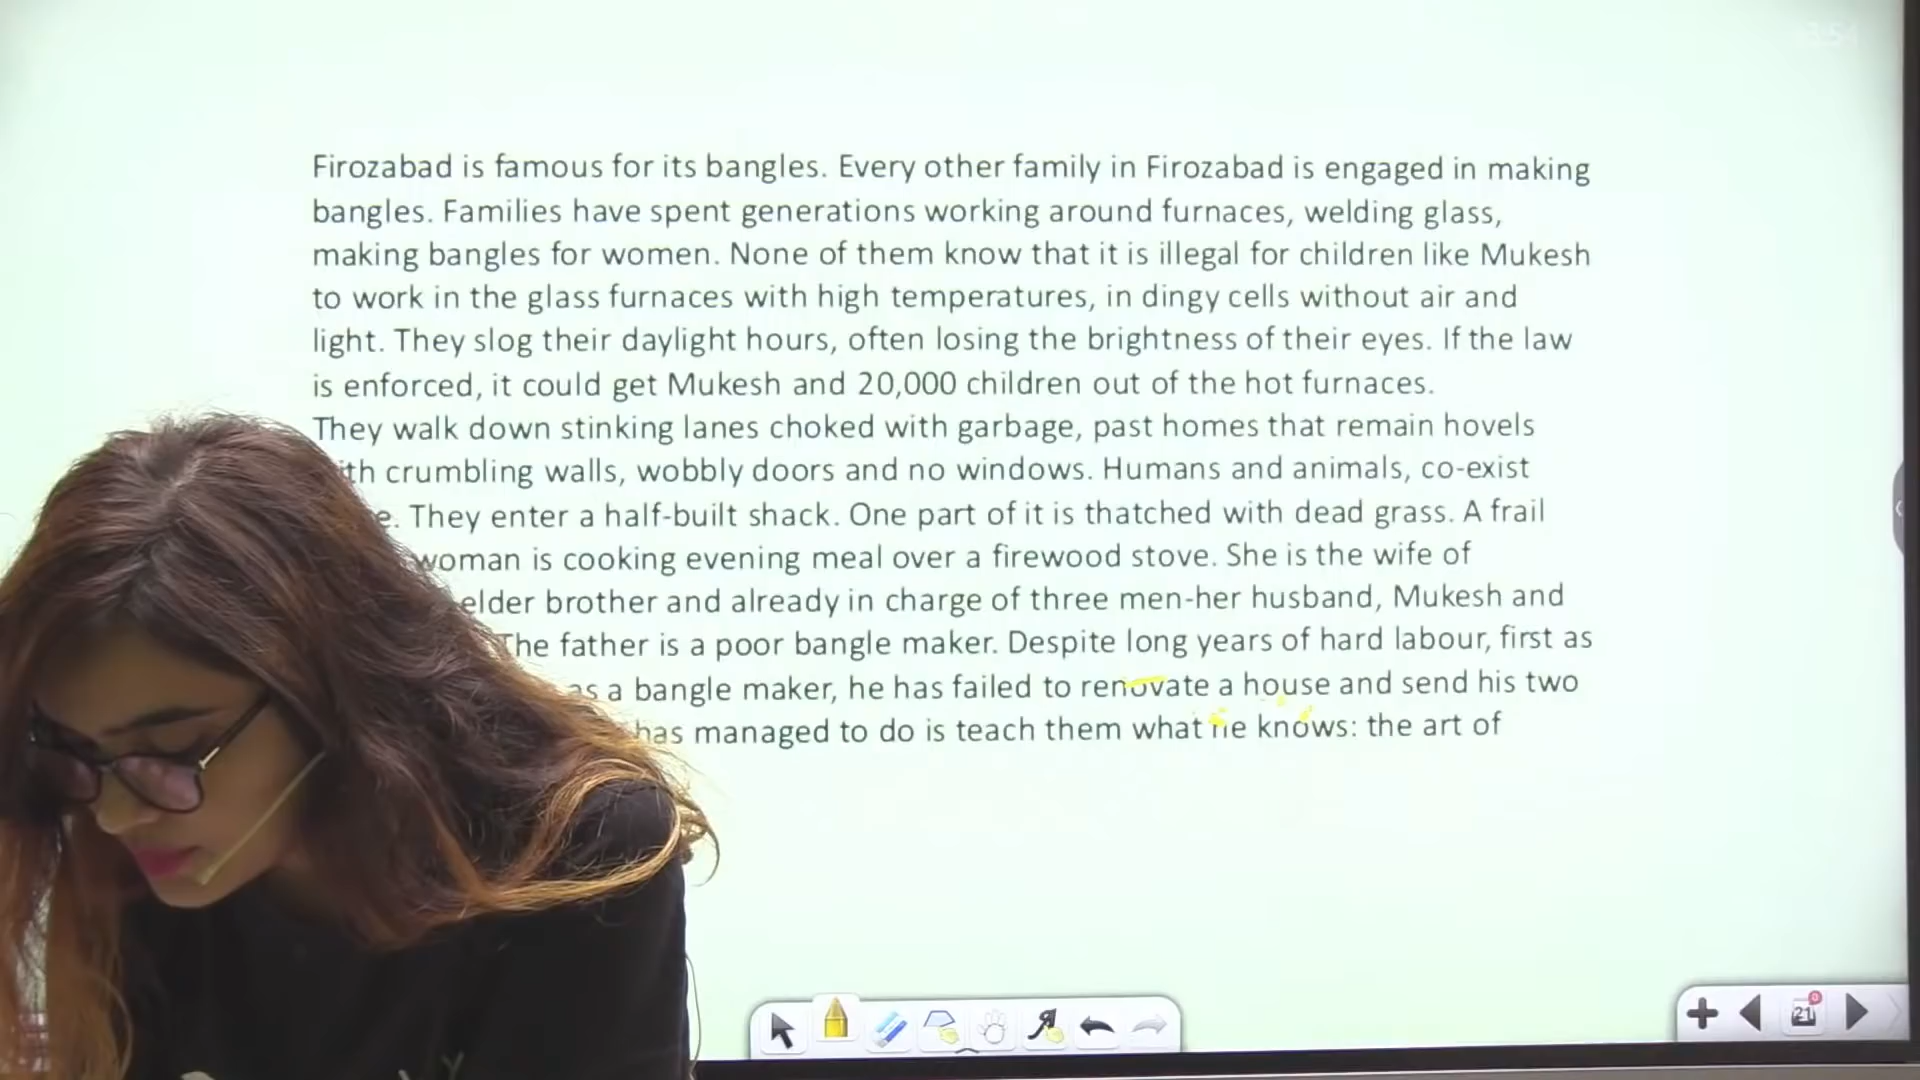 Firozabad is famous for its bangles. Every other family in Firozabad is engaged in making
bangles. Families have spent generations working around furnaces, welding glass,
making bangles for women. None of them know that it is illegal for children like Mukesh
to work in the glass furnaces with high temperatures, in dingy cells without air and
light. They slog their daylight hours, often losing the brightness of their eyes. If the law
is enforced, it could get Mukesh and 20,000 children out of the hot furnaces.
They walk down stinking lanes choked with garbage, past homes that remain hovels
crumbling walls, wobbly doors and no windows. Humans and animals, co-exist
They enter a half-built shack. One part of it is thatched with dead grass. A frail
woman is cooking evening meal over a firewood stove. She is the wife of
elder brother and already in charge of three men-her husband, Mukesh and
The father is a poor bangle maker. Despite long years of hard labour, first as
as a bangle maker, he has failed to renovate a house and send his two
has managed to do is teach them what he knows: the art of
21